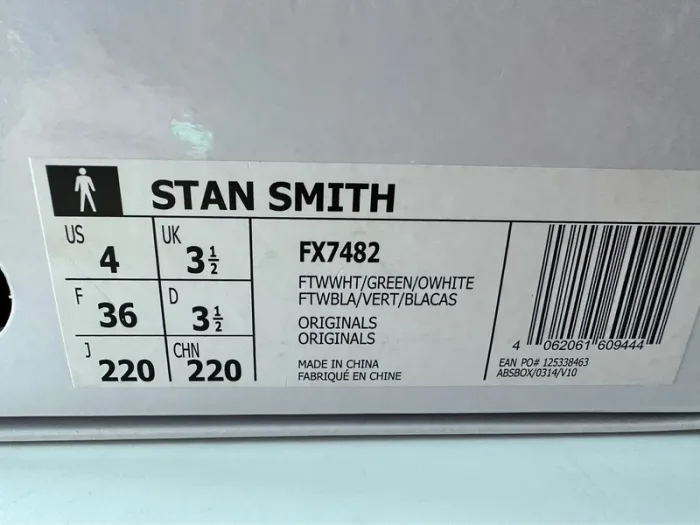 STAN SMITH
US 4 UK 3½
F 36 D 3½
J 220 CHN 220
FX7482
FTWWHT/GREEN/OWHITE
FTWBLA/VERT/BLACAS
ORIGINALS
ORIGINALS
MADE IN CHINA
FABRIQUÉ EN CHINE
4 062061 609444
EAN PO# 125338463
ABSBOX/0314/V10